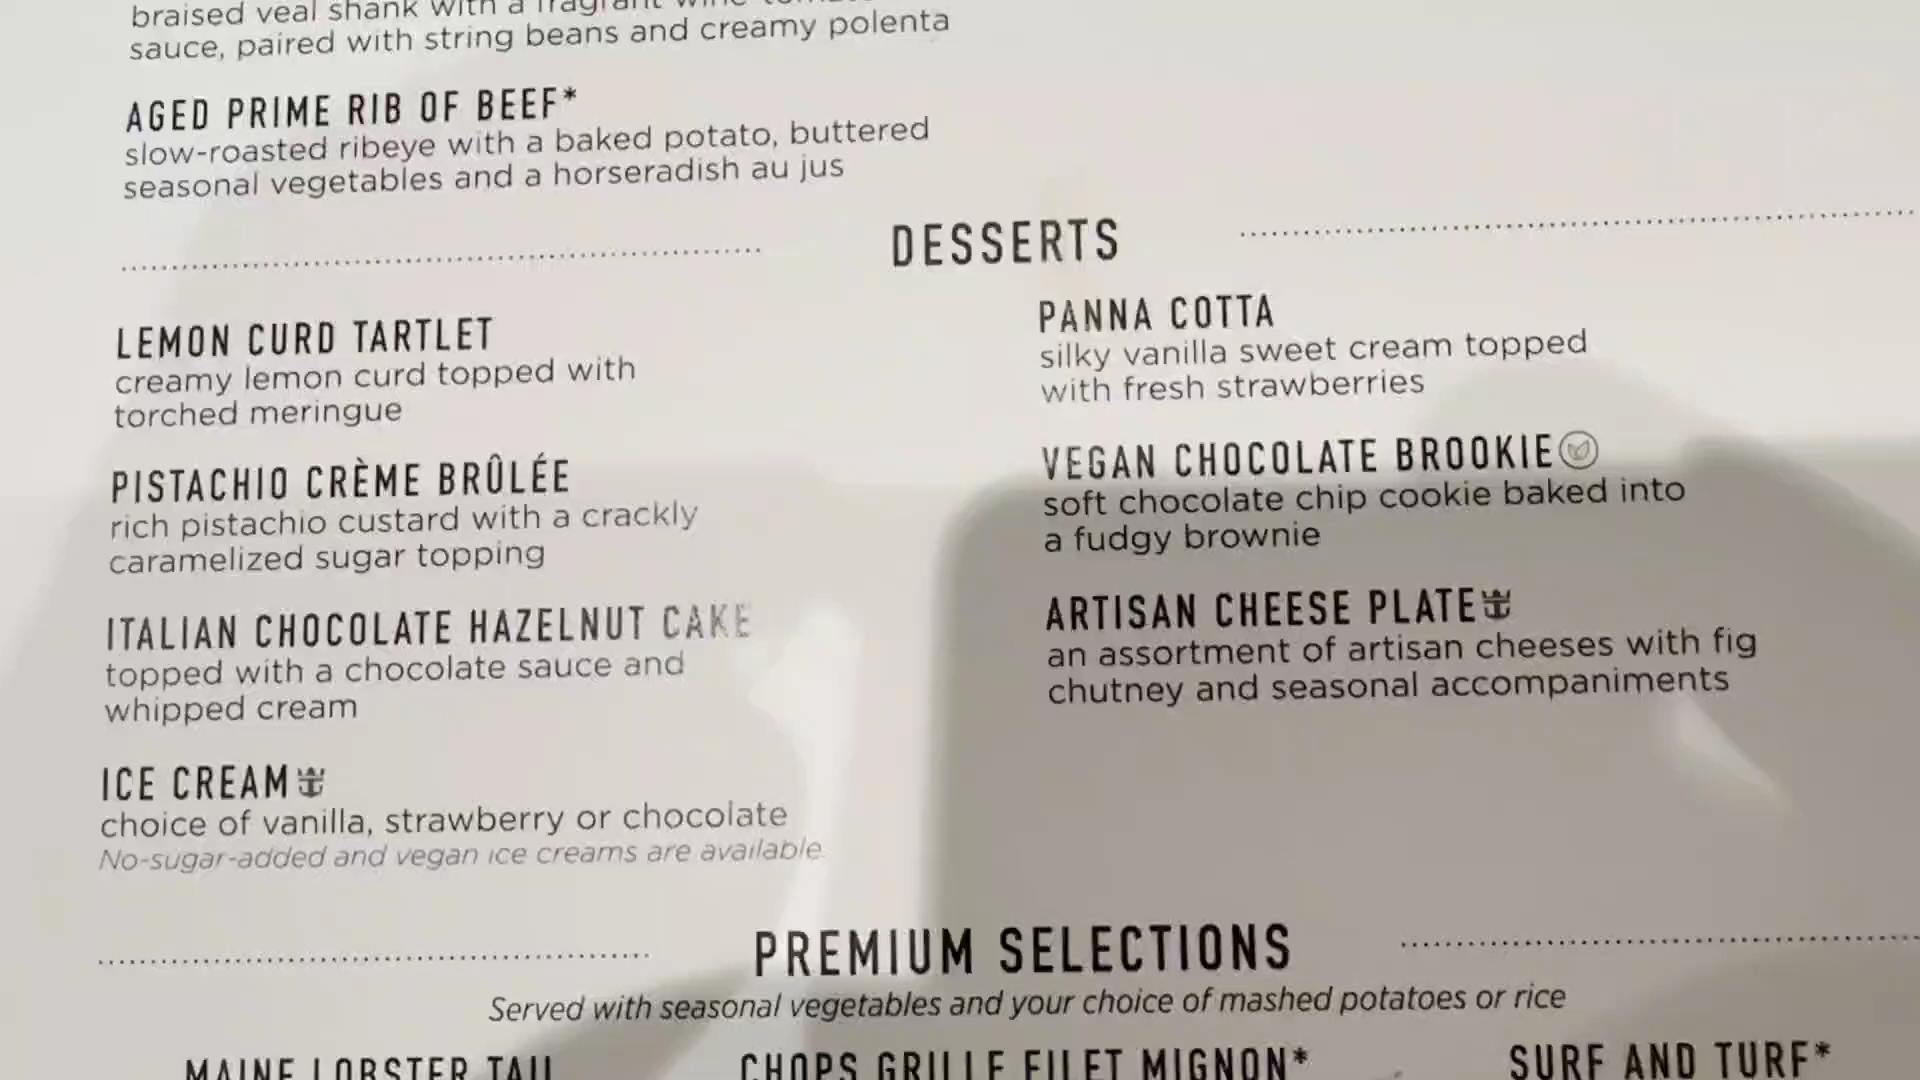 braised veal shank with a fragrant wine
sauce, paired with string beans and creamy polenta
AGED PRIME RIB OF BEEF*
slow-roasted ribeye with a baked potato, buttered
seasonal vegetables and a horseradish au jus
DESSERTS
LEMON CURD TARTLET
creamy lemon curd topped with
torched meringue
PISTACHIO CRÈME BRÛLÉE
rich pistachio custard with a crackly
caramelized sugar topping
ITALIAN CHOCOLATE HAZELNUT CAKE
topped with a chocolate sauce and
whipped cream
ICE CREAM
choice of vanilla, strawberry or chocolate
No-sugar-added and vegan ice creams are available.
PANNA COTTA
silky vanilla sweet cream topped
with fresh strawberries
VEGAN CHOCOLATE BROOKIE
soft chocolate chip cookie baked into
a fudgy brownie
ARTISAN CHEESE PLATE
an assortment of artisan cheeses with fig
chutney and seasonal accompaniments
PREMIUM SELECTIONS
Served with seasonal vegetables and your choice of mashed potatoes or rice
MAINE LOBSTER TAIL
CHOPS GRILLE FILET MIGNON*
SURF AND TURF*